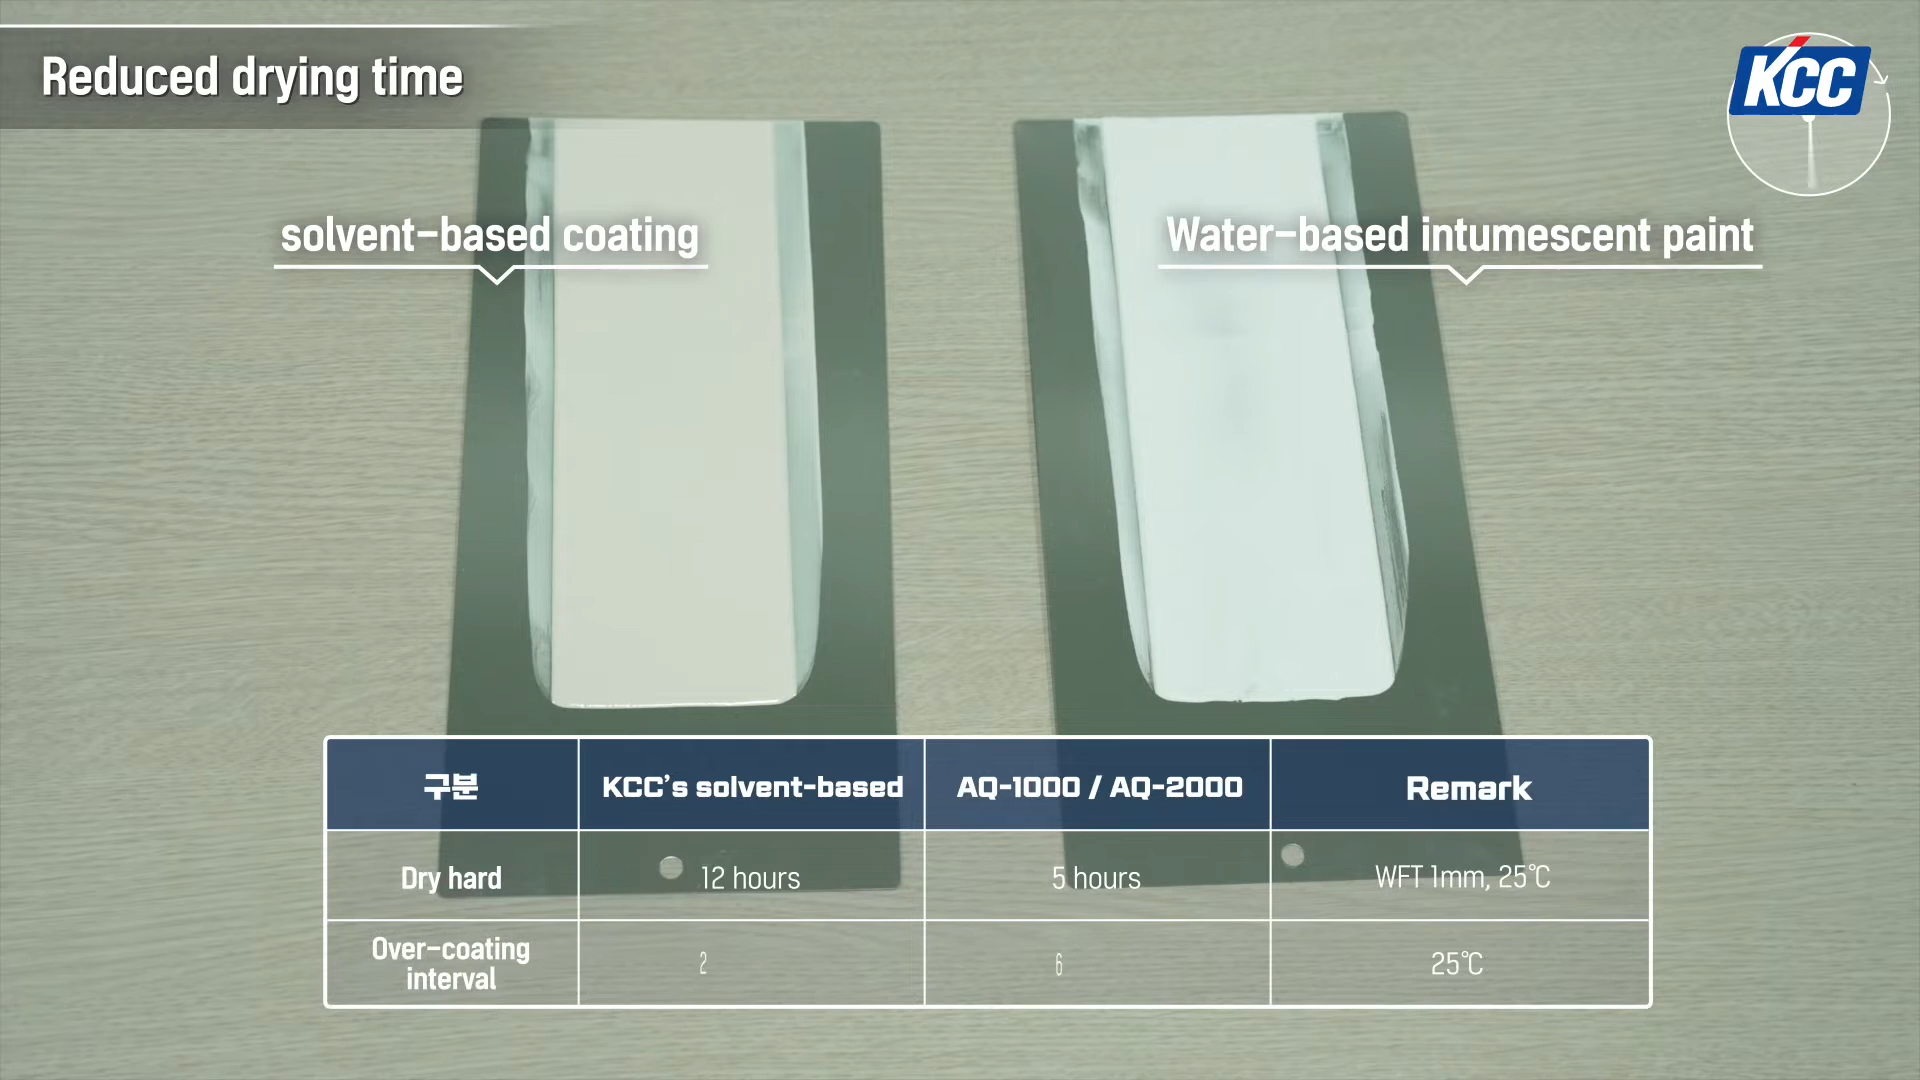 Reduced drying time
KCC
solvent-based coating
Water-based intumescent paint
구분
KCC's solvent-based
AQ-1000 / AQ-2000
Remark
Dry hard
12 hours
5 hours
WFT 1mm, 25℃
Over-coating
interval
2
6
25℃